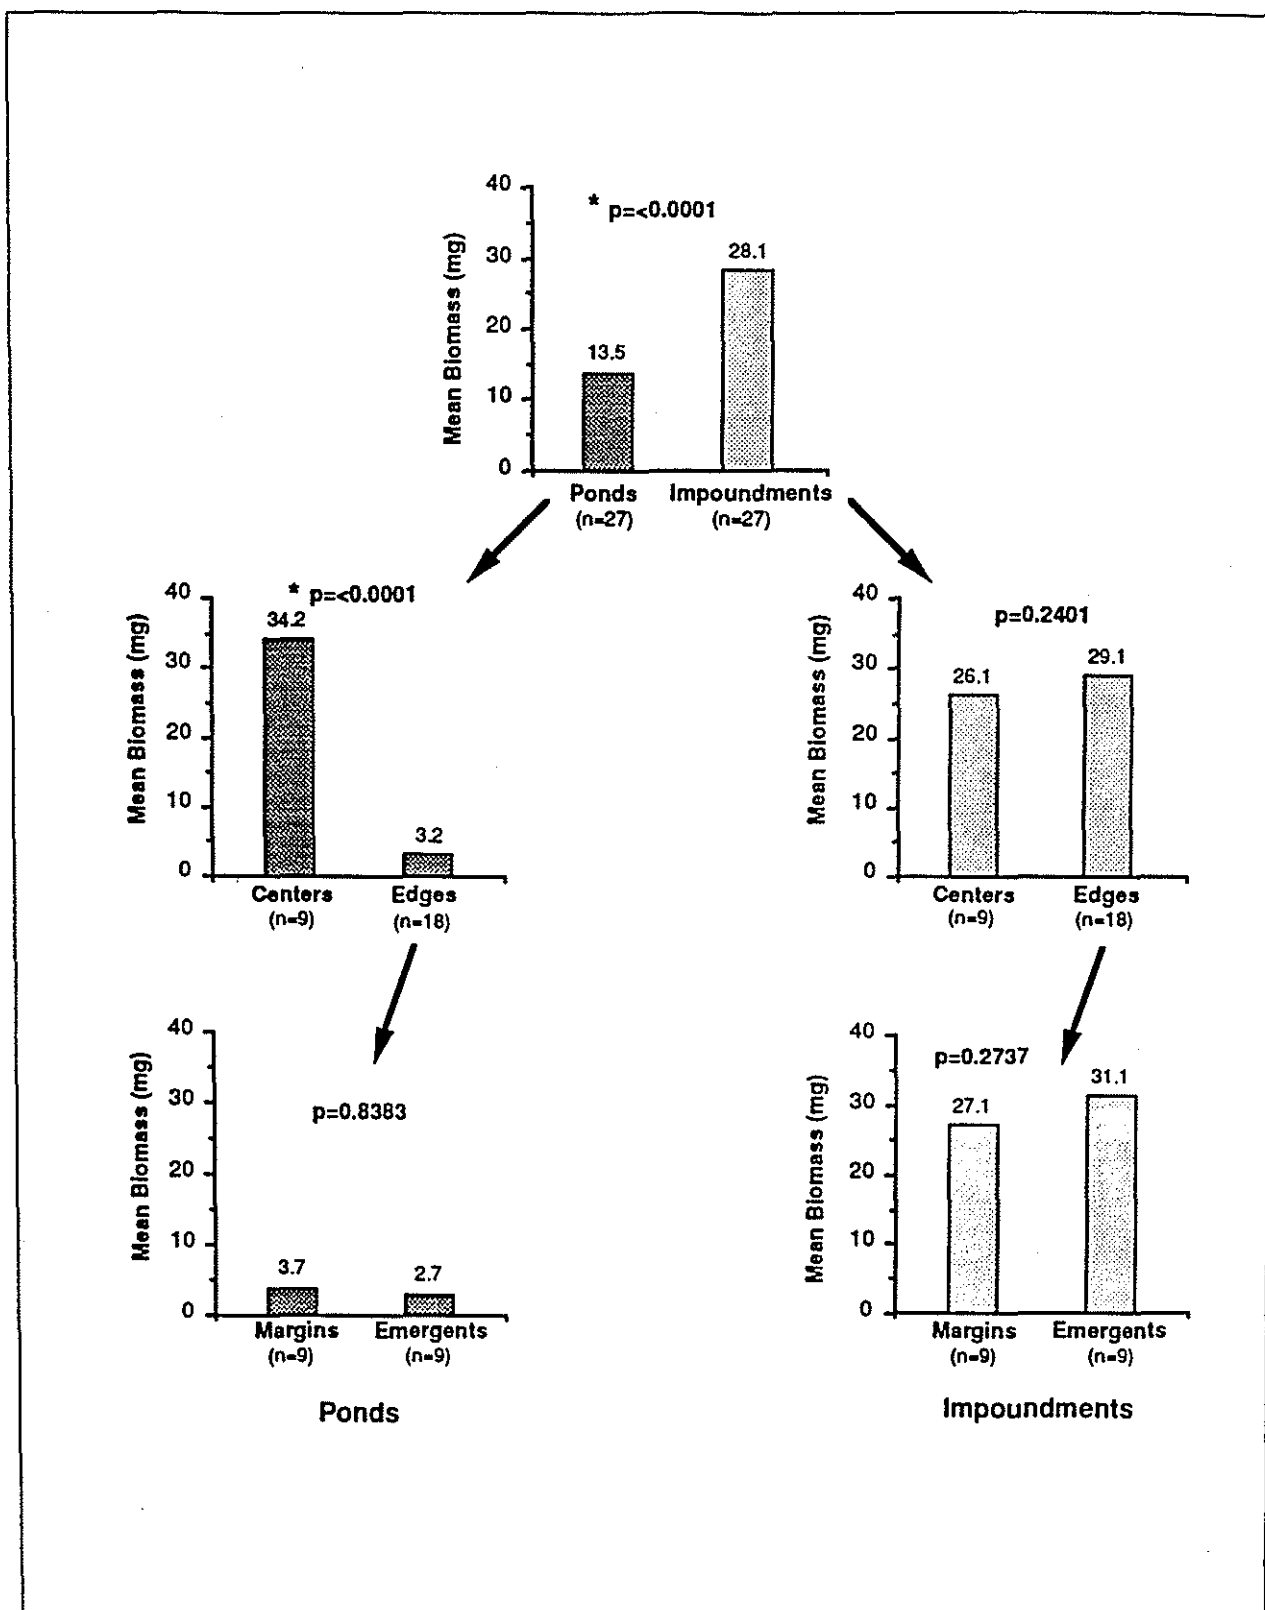 Mean Biomass (mg)
40
30
20
10
0
* p=<0.0001
13.5
28.1
Ponds
Impoundments
(n=27)
(n=27)
Mean Biomass (mg)
40
30
20
10
0
* p=<0.0001
34.2
3.2
Centers
Edges
(n=9)
(n=18)
Mean Biomass (mg)
40
30
20
10
0
p=0.2401
26.1
29.1
Centers
Edges
(n=9)
(n=18)
Mean Biomass (mg)
40
30
20
10
0
p=0.8383
3.7
2.7
Margins
Emergents
(n=9)
(n=9)
Ponds
Mean Biomass (mg)
40
30
20
10
0
p=0.2737
27.1
31.1
Margins
Emergents
(n=9)
(n=9)
Impoundments